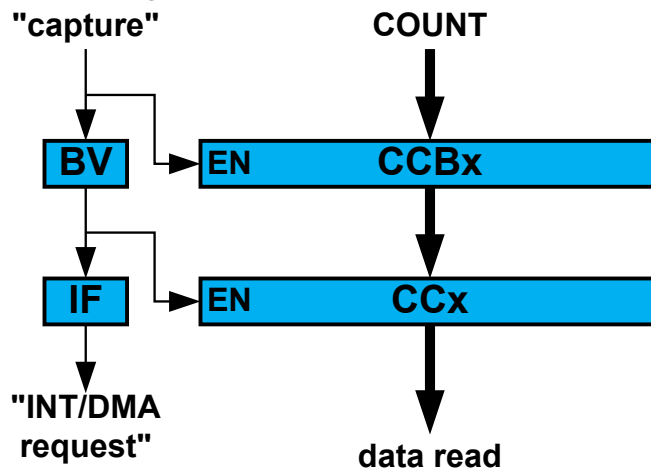 "capture"
COUNT
BV
EN
CCBx
IF
EN
CCx
"INT/DMA
request"
data read